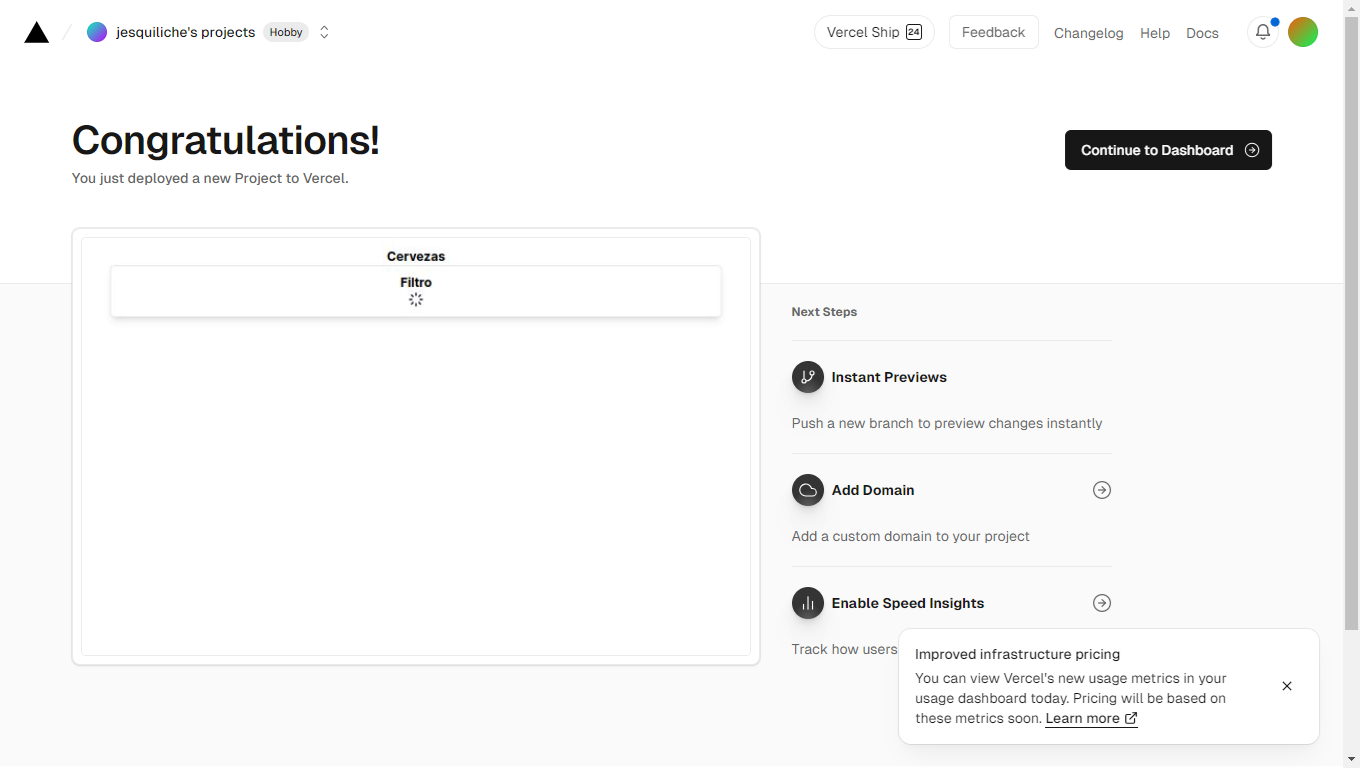 jesquiliche's projects Hobby
Vercel Ship 24 Feedback Changelog Help Docs
Congratulations!
You just deployed a new Project to Vercel.
Continue to Dashboard
Cervezas
Filtro
Next Steps
Instant Previews
Push a new branch to preview changes instantly
Add Domain
Add a custom domain to your project
Enable Speed Insights
Track how users
Improved infrastructure pricing
You can view Vercel's new usage metrics in your
usage dashboard today. Pricing will be based on
these metrics soon. Learn more